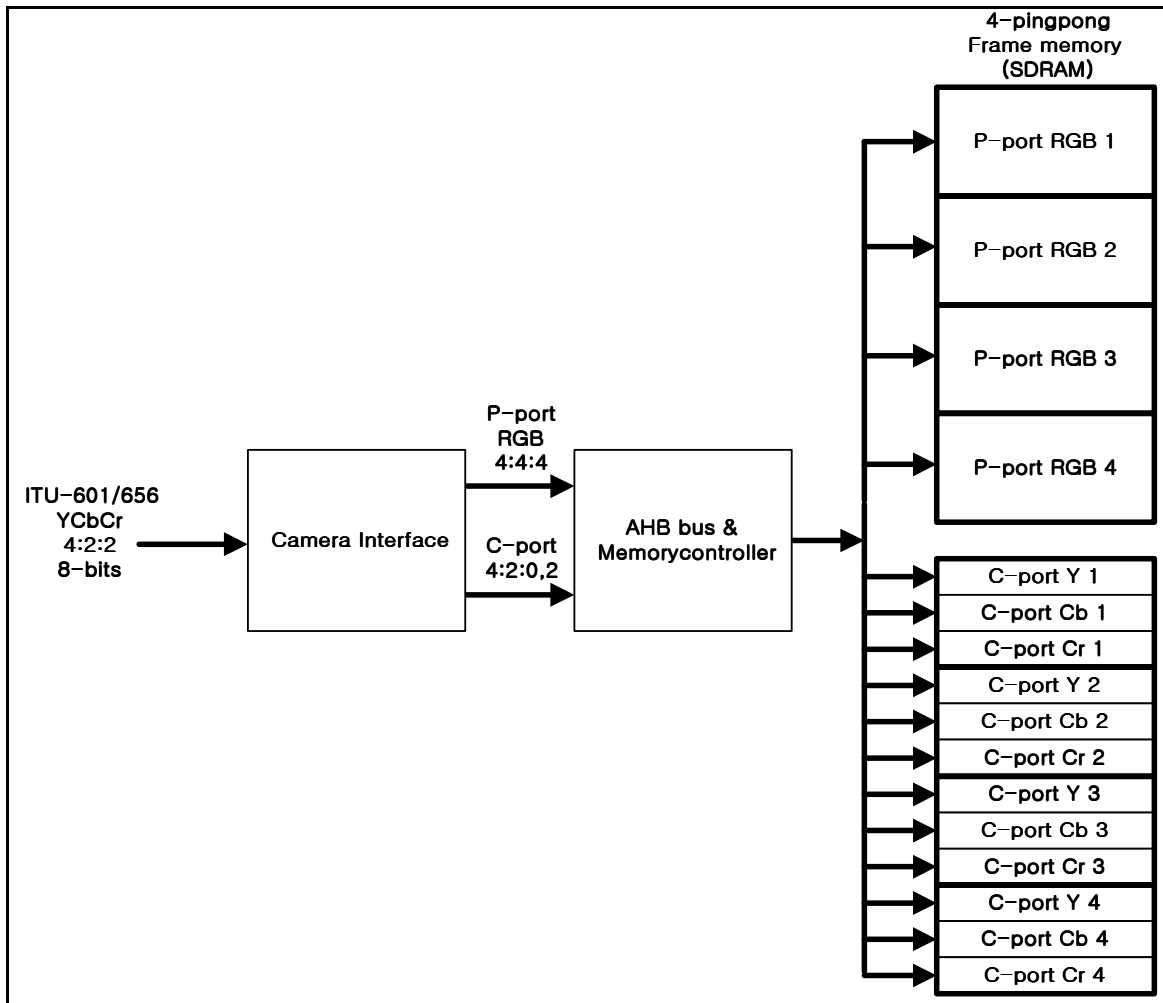 4-pingpong
Frame memory
(SDRAM)
P-port RGB 1
P-port RGB 2
P-port RGB 3
P-port RGB 4
P-port
RGB
4:4:4
ITU-601/656
YCbCr
4:2:2
8-bits
Camera Interface
C-port
4:2:0,2
AHB bus &
Memorycontroller
C-port Y 1
C-port Cb 1
C-port Cr 1
C-port Y 2
C-port Cb 2
C-port Cr 2
C-port Y 3
C-port Cb 3
C-port Cr 3
C-port Y 4
C-port Cb 4
C-port Cr 4